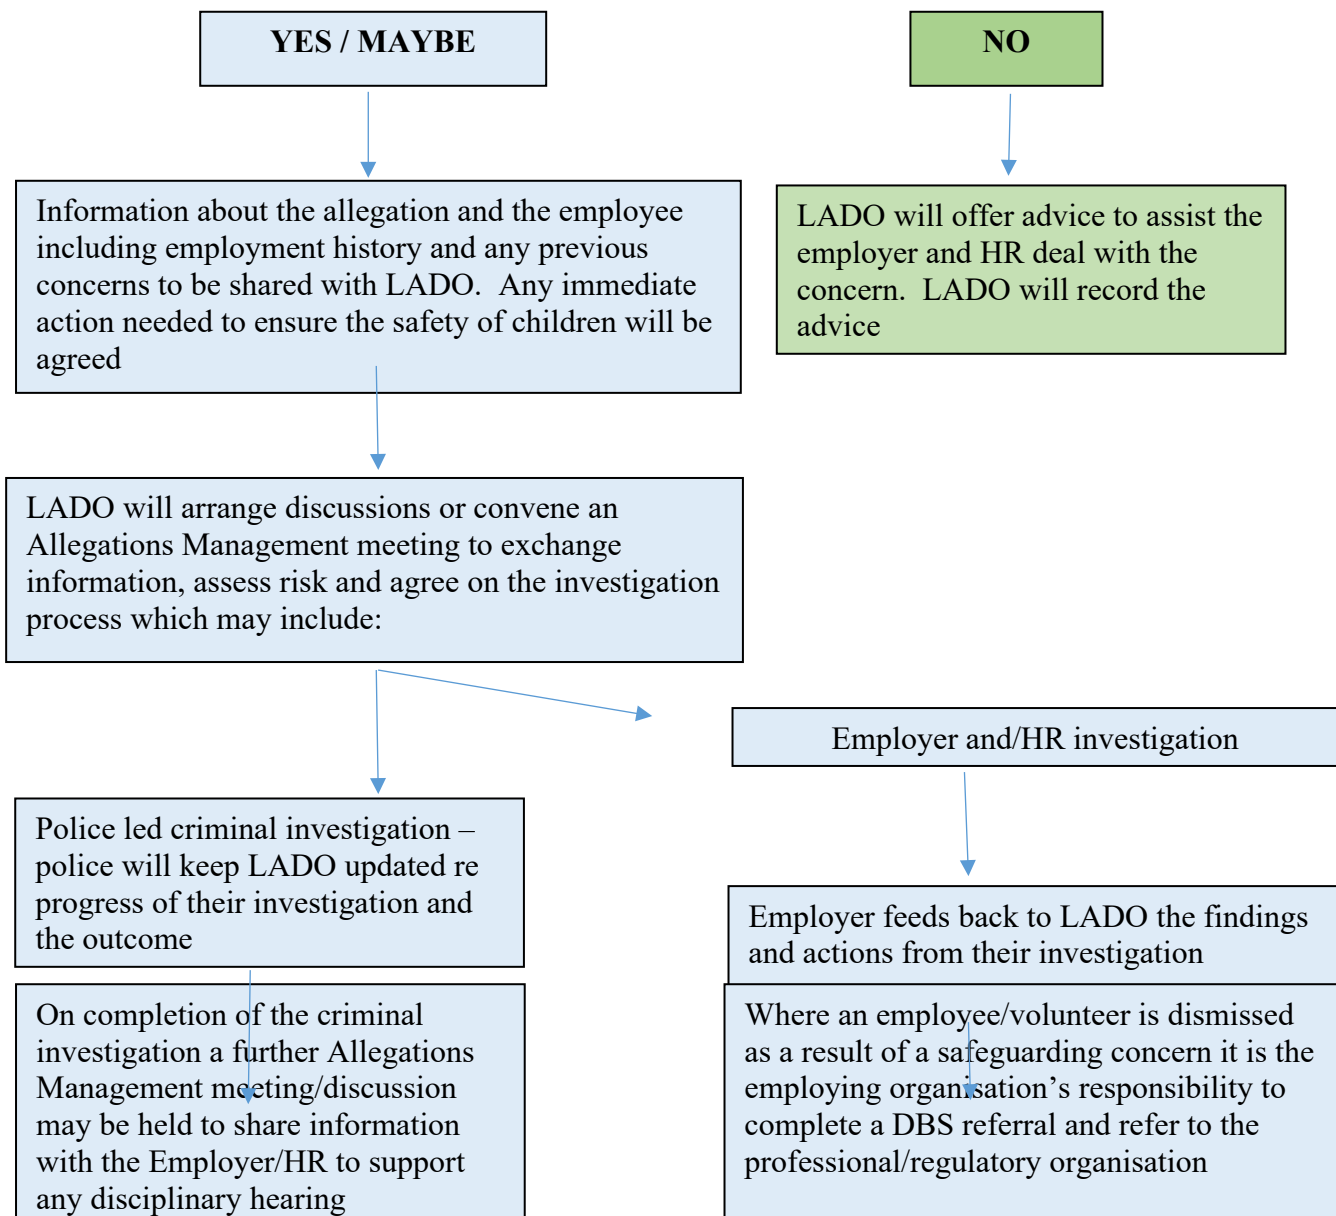 YES / MAYBE
NO
Information about the allegation and the employee
including employment history and any previous
concerns to be shared with LADO.  Any immediate
action needed to ensure the safety of children will be
agreed
LADO will offer advice to assist the
employer and HR deal with the
concern.  LADO will record the
advice
LADO will arrange discussions or convene an
Allegations Management meeting to exchange
information, assess risk and agree on the investigation
process which may include:
Employer and/HR investigation
Police led criminal investigation –
police will keep LADO updated re
progress of their investigation and
the outcome
Employer feeds back to LADO the findings
and actions from their investigation
On completion of the criminal
investigation a further Allegations
Management meeting/discussion
may be held to share information
with the Employer/HR to support
any disciplinary hearing
Where an employee/volunteer is dismissed
as a result of a safeguarding concern it is the
employing organisation’s responsibility to
complete a DBS referral and refer to the
professional/regulatory organisation